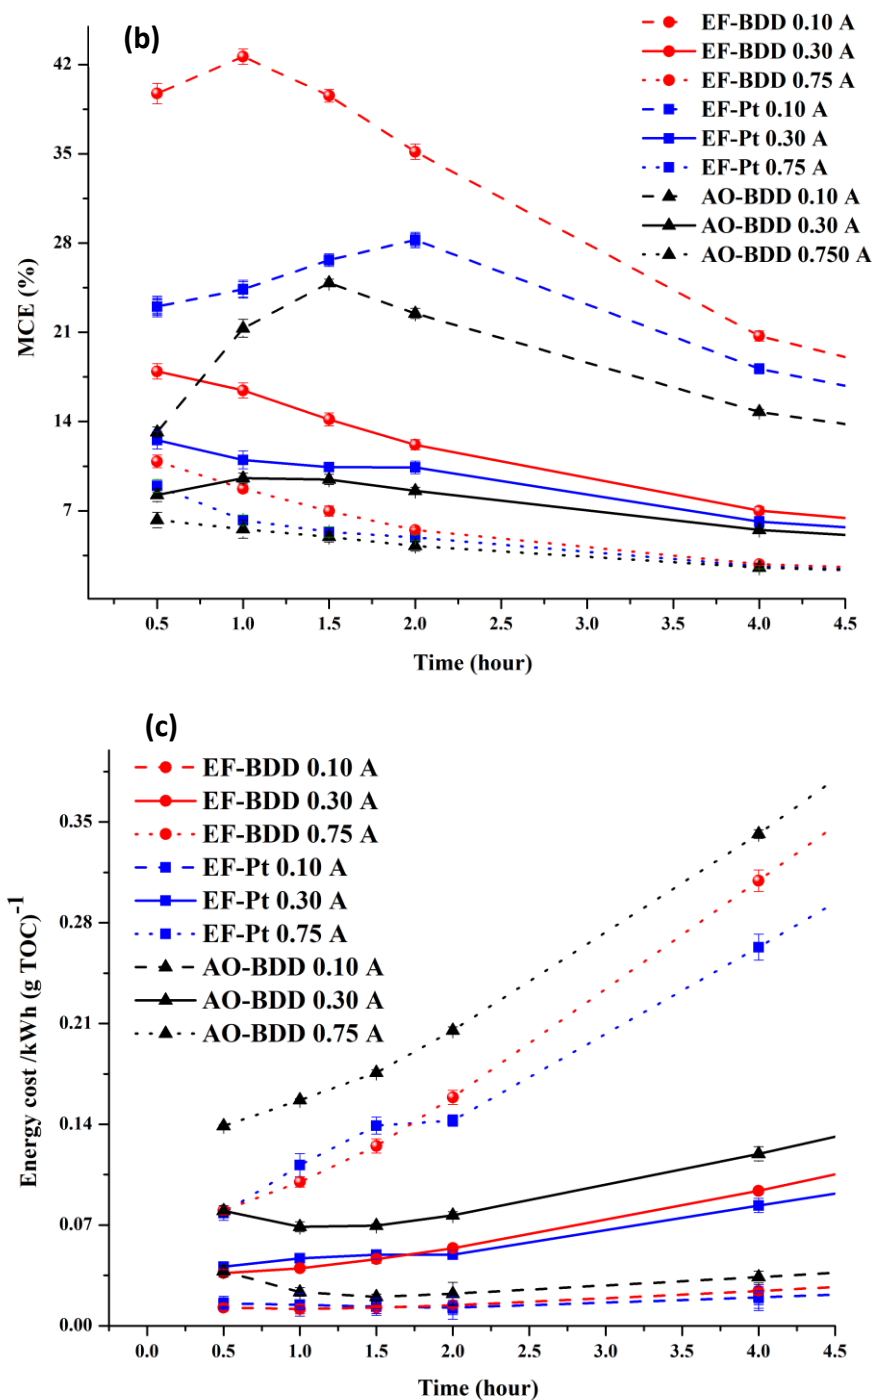 (b)
EF-BDD 0.10 A
EF-BDD 0.30 A
EF-BDD 0.75 A
EF-Pt 0.10 A
EF-Pt 0.30 A
EF-Pt 0.75 A
AO-BDD 0.10 A
AO-BDD 0.30 A
AO-BDD 0.750 A
MCE (%)
42
35
28
21
14
7
0.5 1.0 1.5 2.0 2.5 3.0 3.5 4.0 4.5
Time (hour)
(c)
EF-BDD 0.10 A
EF-BDD 0.30 A
EF-BDD 0.75 A
EF-Pt 0.10 A
EF-Pt 0.30 A
EF-Pt 0.75 A
AO-BDD 0.10 A
AO-BDD 0.30 A
AO-BDD 0.75 A
Energy cost /kWh (g TOC)⁻¹
0.35
0.28
0.21
0.14
0.07
0.00
0.0 0.5 1.0 1.5 2.0 2.5 3.0 3.5 4.0 4.5
Time (hour)